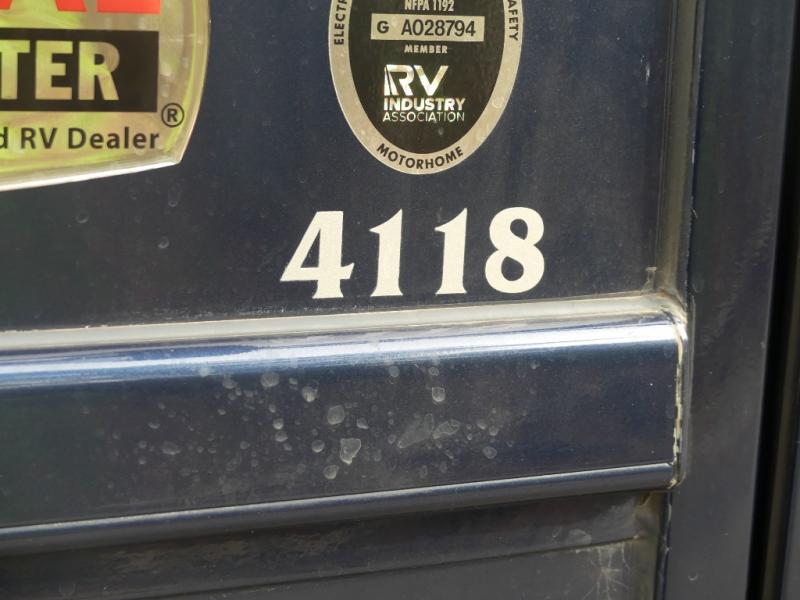 TER
RV Dealer®
NFPA 1192
G A028794
MEMBER
RV
INDUSTRY
ASSOCIATION
MOTORHOME
4118